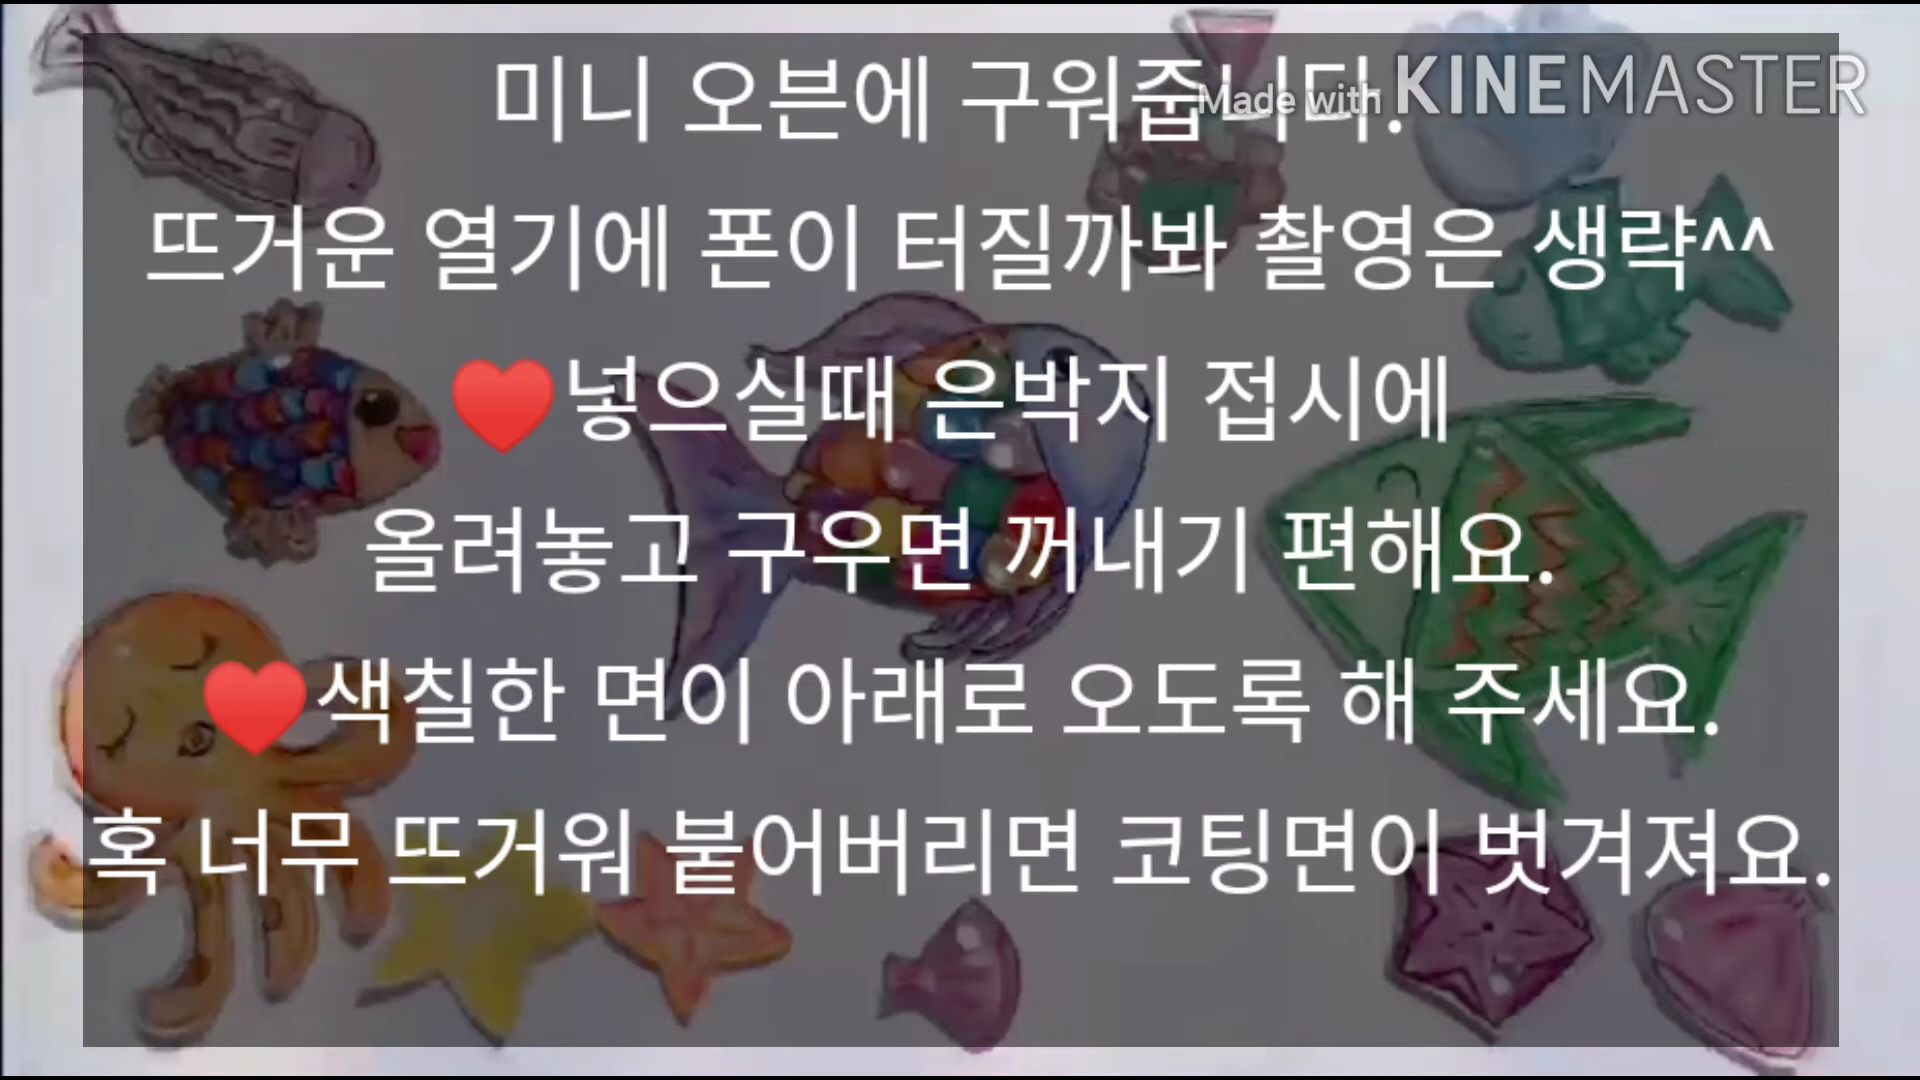 미니 오븐에 구워줍니다.
Made with KINEMASTER
뜨거운 열기에 폰이 터질까봐 촬영은 생략^^
♥넣으실때 은박지 접시에
올려놓고 구우면 꺼내기 편해요.
♥색칠한 면이 아래로 오도록 해 주세요.
혹 너무 뜨거워 붙어버리면 코팅면이 벗겨져요.